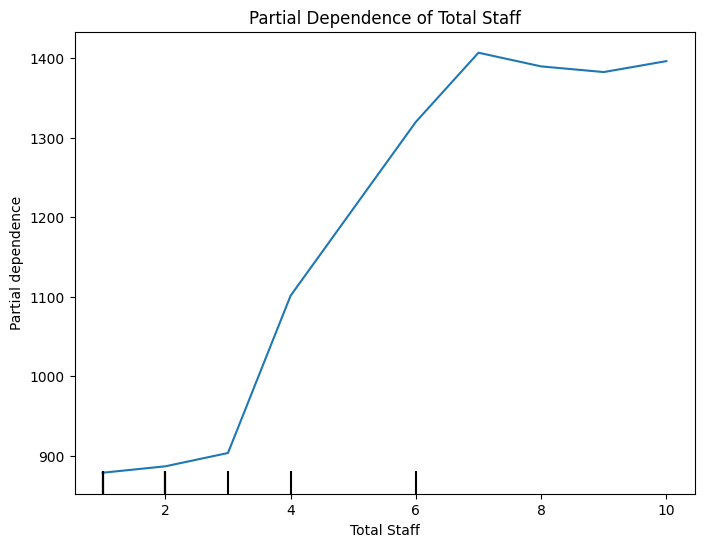 Partial Dependence of Total Staff
1400
1300
1200
1100
1000
900
Partial dependence
2 4 6 8 10
Total Staff